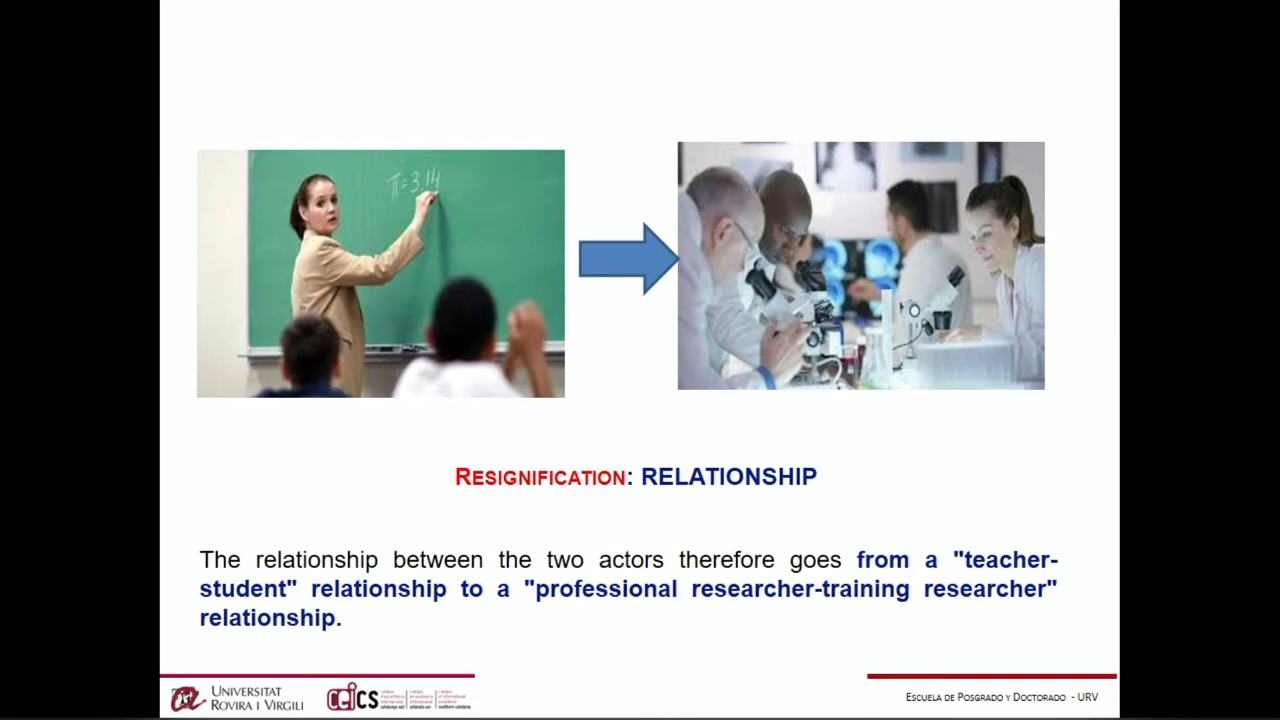 π=3,14
RESIGNIFICATION: RELATIONSHIP
The relationship between the two actors therefore goes from a "teacher-
student" relationship to a "professional researcher-training researcher"
relationship.
UNIVERSITAT
ROVIRA I VIRGILI
ceics
ESCUELA DE POSGRADO Y DOCTORADO - URV